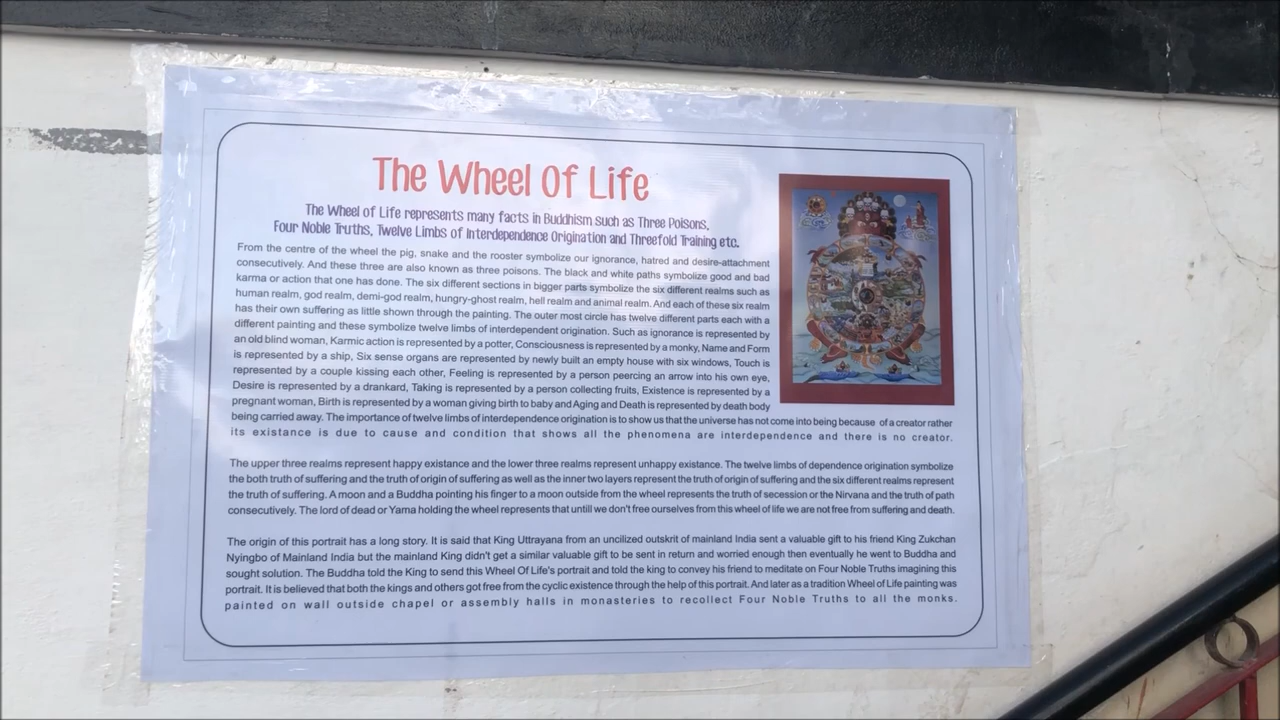 The Wheel Of Life
The Wheel of Life represents many facts in Buddhism such as Three Poisons,
Four Noble Truths, Twelve Limbs of Interdependence Origination and Threefold Training etc.
From the centre of the wheel the pig, snake and the rooster symbolize our ignorance, hatred and desire-attachment
consecutively. And these three are also known as three poisons. The black and white paths symbolize good and bad
karma or action that one has done. The six different sections in bigger parts symbolize the six different realms such as
human realm, god realm, demi-god realm, hungry-ghost realm, hell realm and animal realm. And each of these six realm
has their own suffering as little shown through the painting. The outer most circle has twelve different parts each with a
different painting and these symbolize twelve limbs of interdependent origination. Such as ignorance is represented by
an old blind woman, Karmic action is represented by a potter, Consciousness is represented by a monky, Name and Form
is represented by a ship, Six sense organs are represented by newly built an empty house with six windows, Touch is
represented by a couple kissing each other, Feeling is represented by a person peercing an arrow into his own eye,
Desire is represented by a drankard, Taking is represented by a person collecting fruits, Existence is represented by a
pregnant woman, Birth is represented by a woman giving birth to baby and Aging and Death is represented by death body
being carried away. The importance of twelve limbs of interdependence origination is to show us that the universe has not come into being because of a creator rather
its existance is due to cause and condition that shows all the phenomena are interdependence and there is no creator.
The upper three realms represent happy existance and the lower three realms represent unhappy existance. The twelve limbs of dependence origination symbolize
the both truth of suffering and the truth of origin of suffering as well as the inner two layers represent the truth of origin of suffering and the six different realms represent
the truth of suffering. A moon and a Buddha pointing his finger to a moon outside from the wheel represents the truth of secession or the Nirvana and the truth of path
consecutively. The lord of dead or Yama holding the wheel represents that untill we don't free ourselves from this wheel of life we are not free from suffering and death.
The origin of this portrait has a long story. It is said that King Uttrayana from an uncilized outskrit of mainland India sent a valuable gift to his friend King Zukchan
Nyingbo of Mainland India but the mainland King didn't get a similar valuable gift to be sent in return and worried enough then eventually he went to Buddha and
sought solution. The Buddha told the King to send this Wheel Of Life's portrait and told the king to convey his friend to meditate on Four Noble Truths imagining this
portrait. It is believed that both the kings and others got free from the cyclic existence through the help of this portrait. And later as a tradition Wheel of Life painting was
painted on wall outside chapel or assembly halls in monasteries to recollect Four Noble Truths to all the monks.